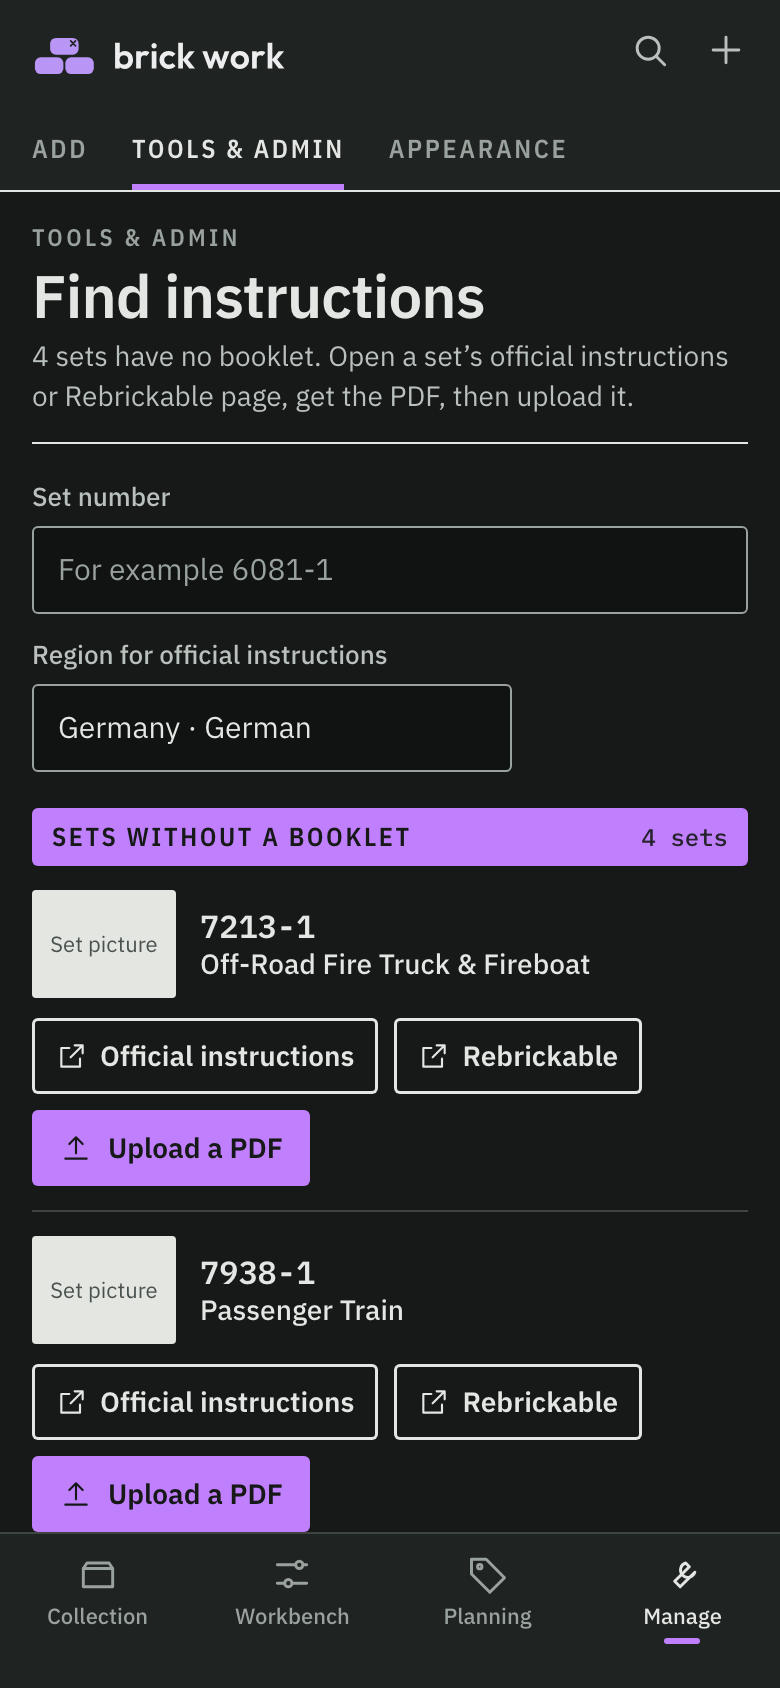 brick work
ADD TOOLS & ADMIN APPEARANCE
TOOLS & ADMIN
Find instructions
4 sets have no booklet. Open a set’s official instructions
or Rebrickable page, get the PDF, then upload it.
Set number
For example 6081-1
Region for official instructions
Germany · German
SETS WITHOUT A BOOKLET 4 sets
Set picture
7213-1
Off-Road Fire Truck & Fireboat
Official instructions Rebrickable
Upload a PDF
Set picture
7938-1
Passenger Train
Official instructions Rebrickable
Upload a PDF
Collection Workbench Planning Manage